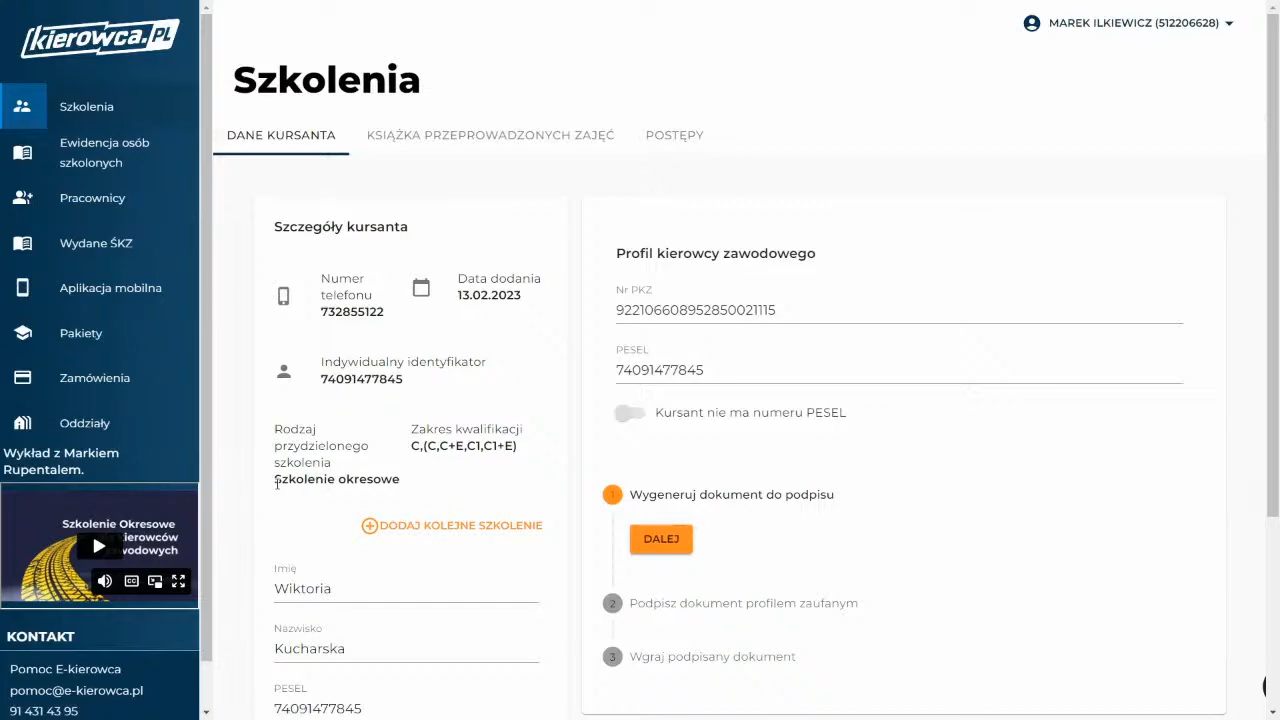 kierowca.PL
MAREK ILKIEWICZ (512206628)
Szkolenia
Ewidencja osób
szkolonych
Pracownicy
Wydane ŚKZ
Aplikacja mobilna
Pakiety
Zamówienia
Oddziały
Wykład z Markiem
Rupentalem.
Szkolenie Okresowe
Kierowców
zawodowych
CC
KONTAKT
Pomoc E-kierowca
pomoc@e-kierowca.pl
91 431 43 95
Szkolenia
DANE KURSANTA
KSIĄŻKA PRZEPROWADZONYCH ZAJĘĆ
POSTĘPY
Szczegóły kursanta
Numer
telefonu
732855122
Data dodania
13.02.2023
Indywidualny identyfikator
74091477845
Rodzaj
przydzielonego
szkolenia
Szkolenie okresowe
Zakres kwalifikacji
C,(C,C+E,C1,C1+E)
DODAJ KOLEJNE SZKOLENIE
Imię
Wiktoria
Nazwisko
Kucharska
PESEL
74091477845
Profil kierowcy zawodowego
Nr PKZ
922106608952850021115
PESEL
74091477845
Kursant nie ma numeru PESEL
1 Wygeneruj dokument do podpisu
DALEJ
2 Podpisz dokument profilem zaufanym
3 Wgraj podpisany dokument